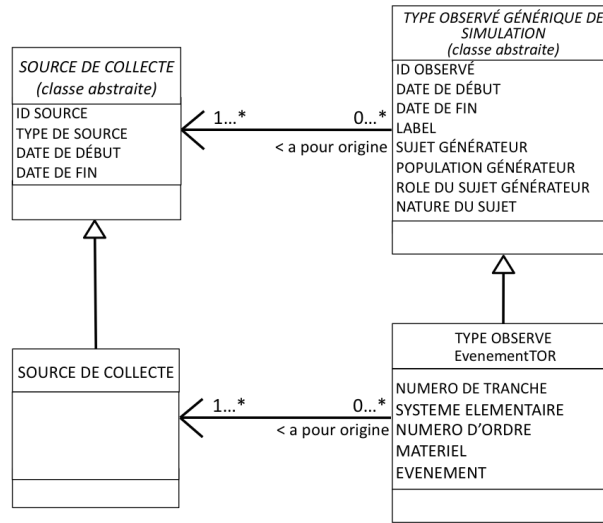 SOURCE DE COLLECTE
(classe abstraite)
ID SOURCE
TYPE DE SOURCE
DATE DE DÉBUT
DATE DE FIN
1...*
0...*
< a pour origine
TYPE OBSERVÉ GÉNÉRIQUE DE
SIMULATION
(classe abstraite)
ID OBSERVÉ
DATE DE DÉBUT
DATE DE FIN
LABEL
SUJET GÉNÉRATEUR
POPULATION GÉNÉRATEUR
ROLE DU SUJET GÉNÉRATEUR
NATURE DU SUJET
SOURCE DE COLLECTE
1...*
0...*
< a pour origine
TYPE OBSERVE
EvenementTOR
NUMERO DE TRANCHE
SYSTEME ELEMENTAIRE
NUMERO D'ORDRE
MATERIEL
EVENEMENT